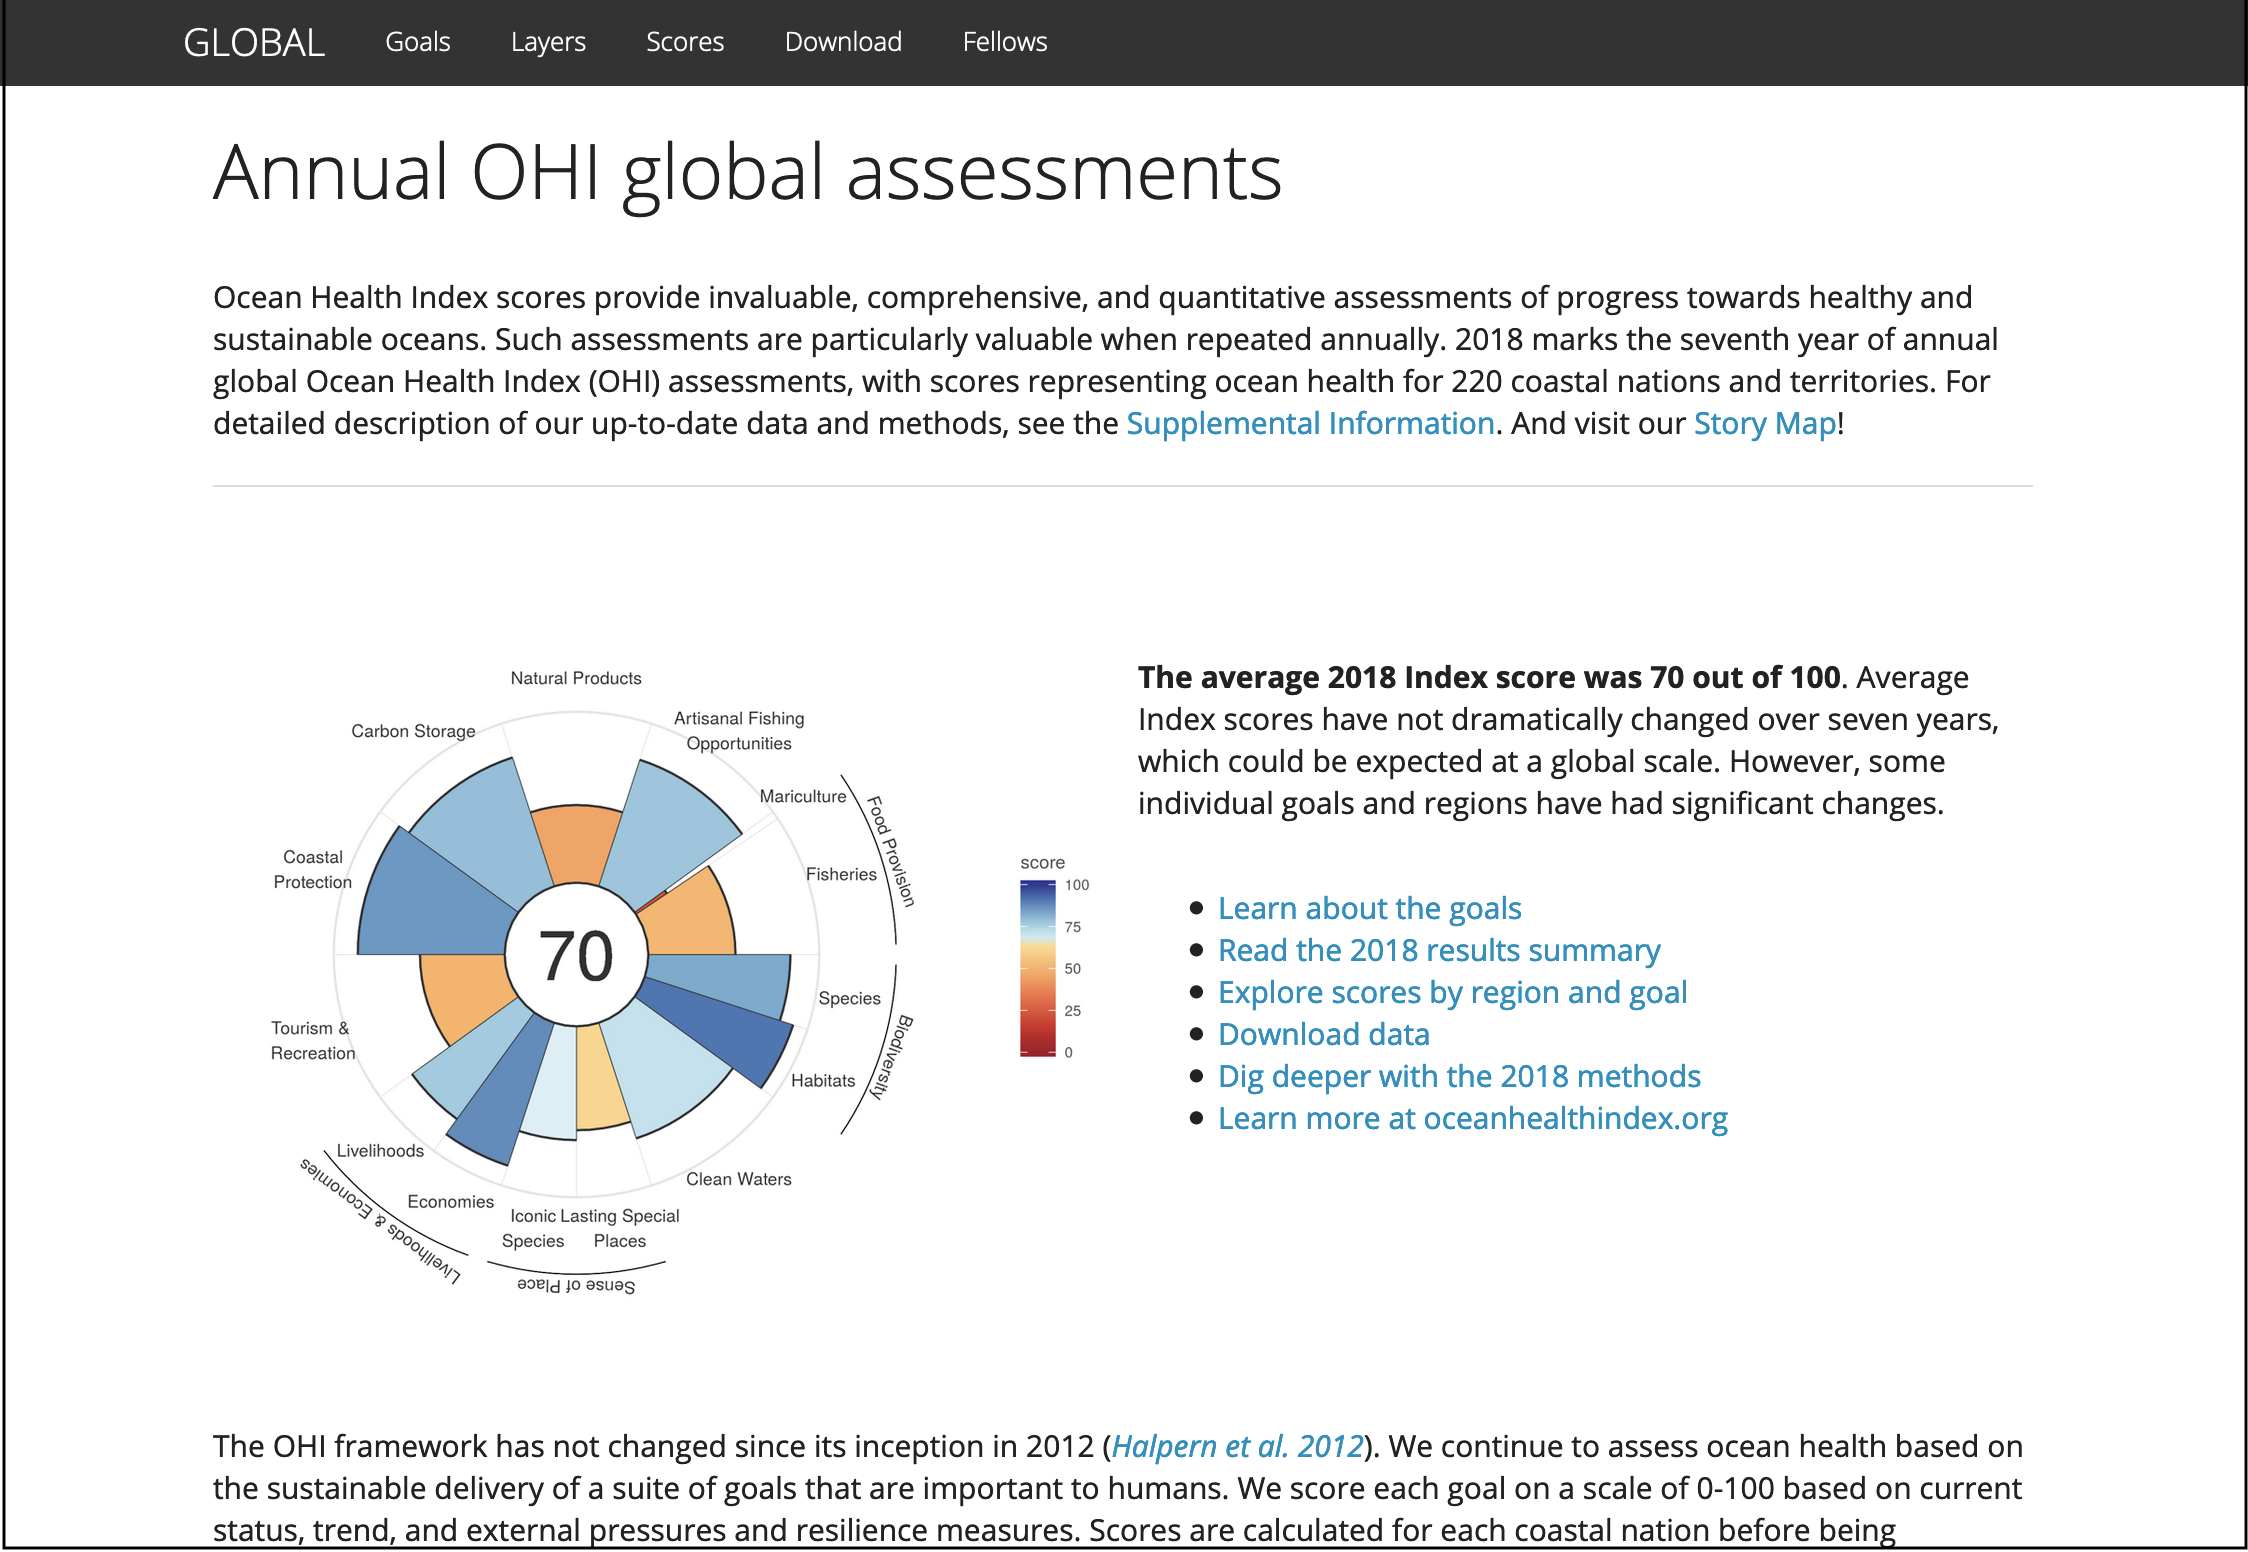 GLOBAL Goals Layers Scores Download Fellows
Annual OHI global assessments
Ocean Health Index scores provide invaluable, comprehensive, and quantitative assessments of progress towards healthy and
sustainable oceans. Such assessments are particularly valuable when repeated annually. 2018 marks the seventh year of annual
global Ocean Health Index (OHI) assessments, with scores representing ocean health for 220 coastal nations and territories. For
detailed description of our up-to-date data and methods, see the Supplemental Information. And visit our Story Map!
Natural Products
Artisanal Fishing
Opportunities
Carbon Storage
Mariculture
Food Provision
Coastal
Protection
Fisheries
70
Species
Biodiversity
Tourism &
Recreation
Habitats
Livelihoods
Livelihoods & Economies
Economies
Clean Waters
Iconic
Species
Lasting Special
Places
Sense of Place
score
100
75
50
25
0
The average 2018 Index score was 70 out of 100. Average
Index scores have not dramatically changed over seven years,
which could be expected at a global scale. However, some
individual goals and regions have had significant changes.
• Learn about the goals
• Read the 2018 results summary
• Explore scores by region and goal
• Download data
• Dig deeper with the 2018 methods
• Learn more at oceanhealthindex.org
The OHI framework has not changed since its inception in 2012 (Halpern et al. 2012). We continue to assess ocean health based on
the sustainable delivery of a suite of goals that are important to humans. We score each goal on a scale of 0-100 based on current
status, trend, and external pressures and resilience measures. Scores are calculated for each coastal nation before being